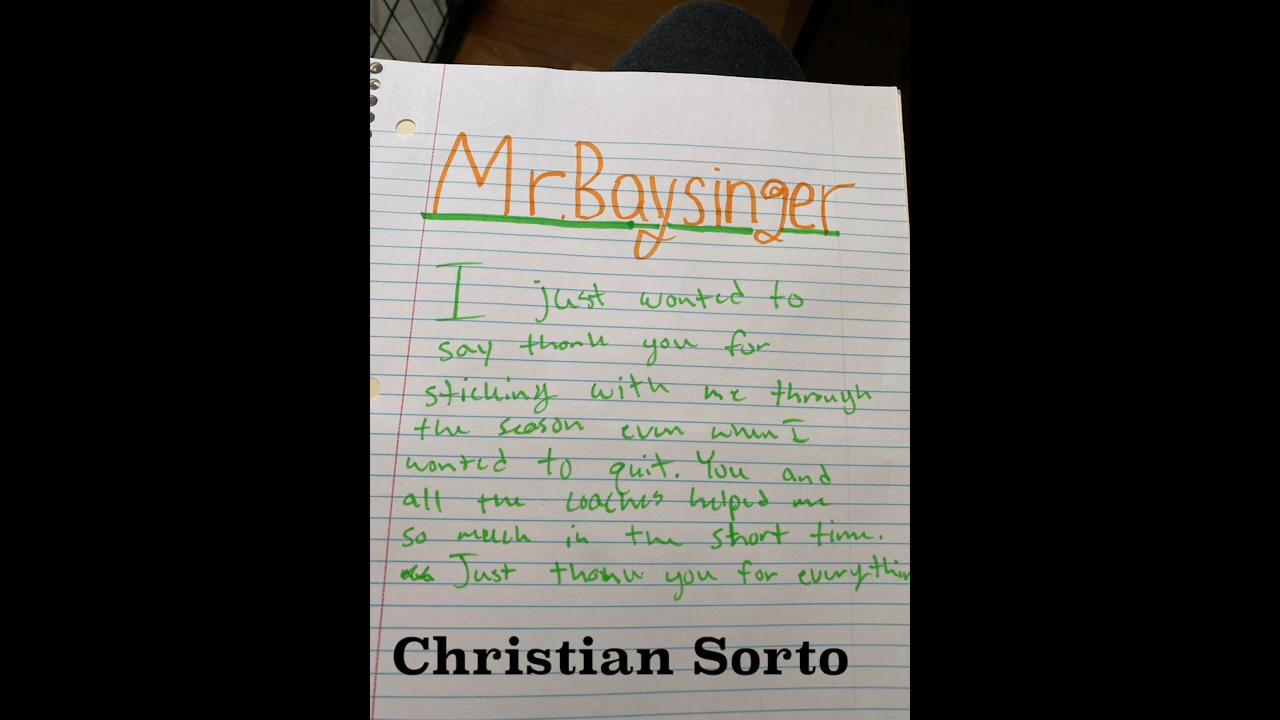 Mr. Baysinger
I just wanted to
say thank you for
sticking with me through
the season even when I
wanted to quit. You and
all the coaches helped me
so much in the short time.
Just thank you for everythin
Christian Sorto